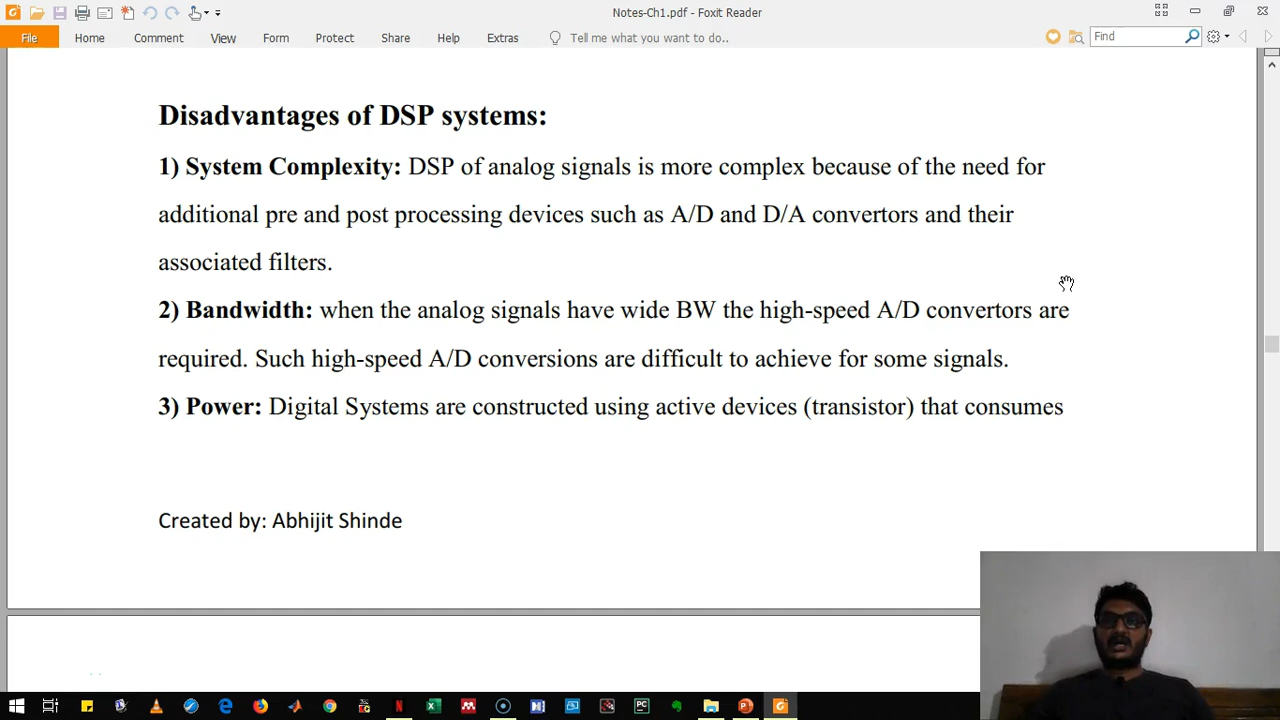 Notes-Ch1.pdf - Foxit Reader
File Home Comment View Form Protect Share Help Extras Tell me what you want to do.. Find
Disadvantages of DSP systems:
1) System Complexity: DSP of analog signals is more complex because of the need for
additional pre and post processing devices such as A/D and D/A convertors and their
associated filters.
2) Bandwidth: when the analog signals have wide BW the high-speed A/D convertors are
required. Such high-speed A/D conversions are difficult to achieve for some signals.
3) Power: Digital Systems are constructed using active devices (transistor) that consumes
Created by: Abhijit Shinde